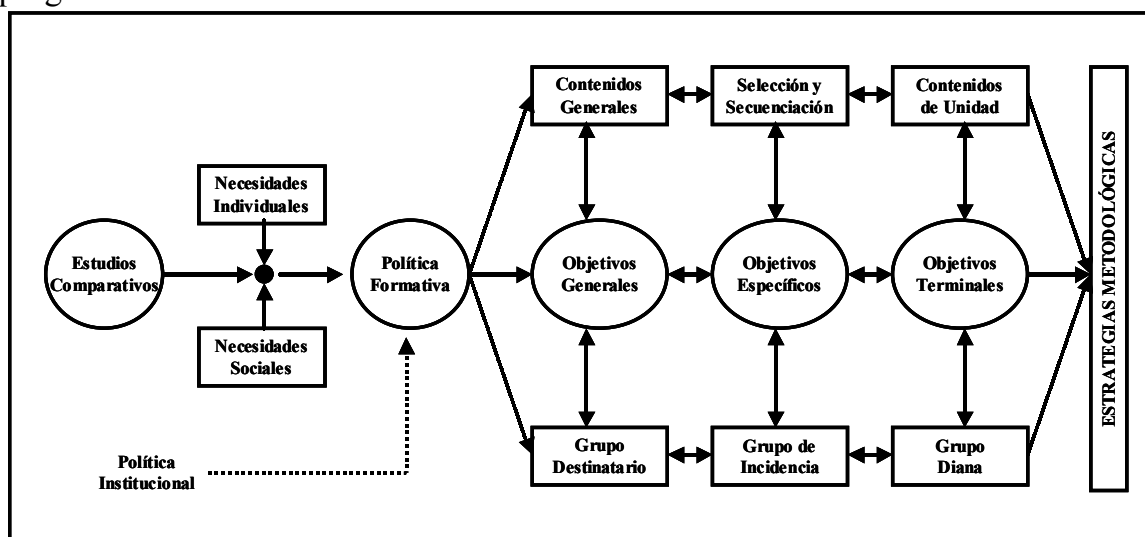 Contenidos
Generales
Selección y
Secuenciación
Contenidos
de Unidad
Necesidades
Individuales
Estudios
Comparativos
Política
Formativa
Objetivos
Generales
Objetivos
Específicos
Objetivos
Terminales
ESTRATEGIAS METODOLÓGICAS
Necesidades
Sociales
Política
Institucional
Grupo
Destinatario
Grupo de
Incidencia
Grupo
Diana